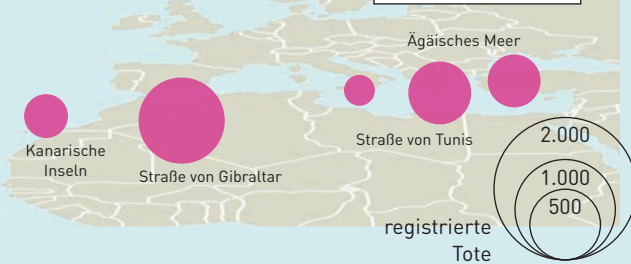 Ägäisches Meer
Kanarische
Inseln
Straße von Gibraltar
Straße von Tunis
2.000
1.000
500
registrierte
Tote